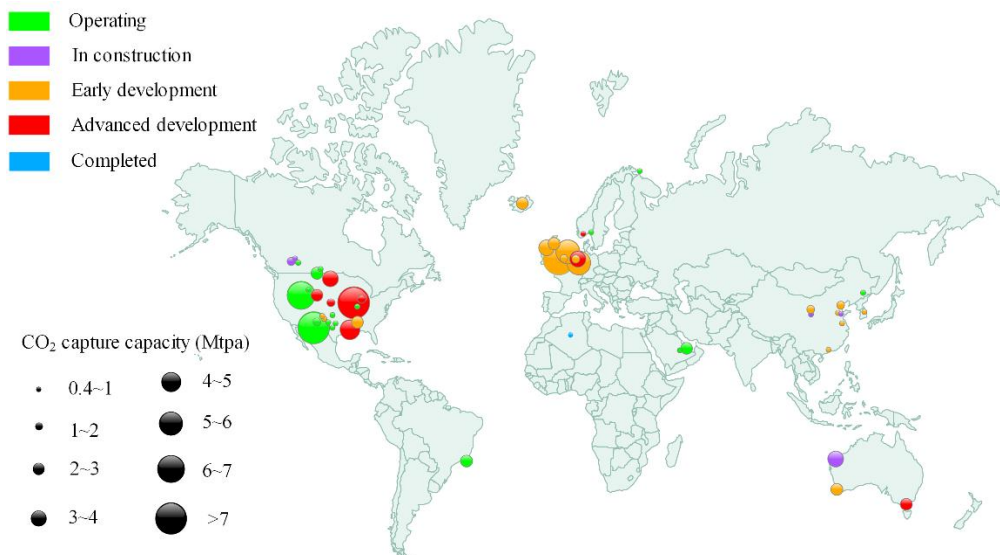 Operating
In construction
Early development
Advanced development
Completed
CO₂ capture capacity (Mtpa)
0.4~1
4~5
1~2
5~6
2~3
6~7
3~4
>7